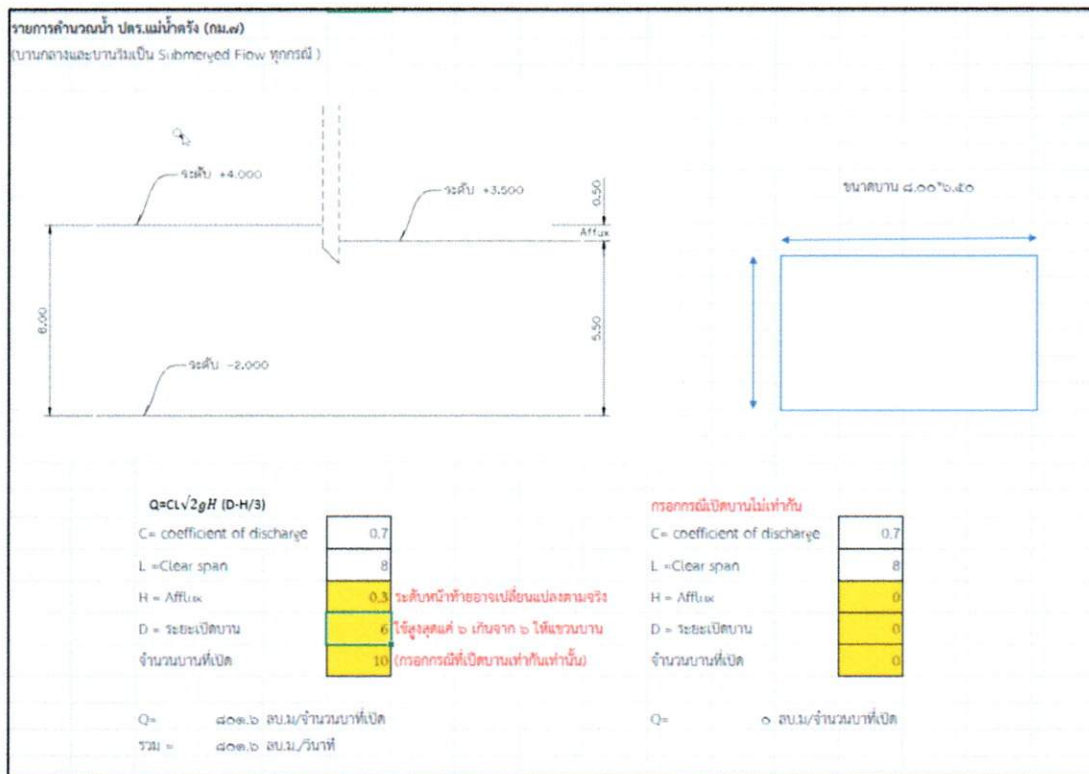 รายการคำนวณน้ำ ปตร.แม่น้ำตรัง (กม.๗)
(บานกลางและบานริมเป็น Submerged Flow ทุกกรณี )
ระดับ +4.000
ระดับ +3.500
0.50
Afflux
ขนาดบาน ๘.๐๐*๖.๕๐
6.00
5.50
ระดับ -2.000
Q=CL√2gH (D-H/3)
C= coefficient of discharge 0.7
L =Clear span 8
H = Afflux 0.3 ระดับหน้าท้ายอาจเปลี่ยนแปลงตามจริง
D = ระยะเปิดบาน 6 ใช้สูงสุดแค่ ๖ เกินจาก ๖ ให้แขวนบาน
จำนวนบานที่เปิด 10 (กรอกกรณีที่เปิดบานเท่ากันเท่านั้น)
Q= ๘๐๑.๖ ลบ.ม/จำนวนบาที่เปิด
รวม = ๘๐๑.๖ ลบ.ม./วินาที
กรอกกรณีเปิดบานไม่เท่ากัน
C= coefficient of discharge 0.7
L =Clear span 8
H = Afflux 0
D = ระยะเปิดบาน 0
จำนวนบานที่เปิด 0
Q= ๐ ลบ.ม/จำนวนบาที่เปิด